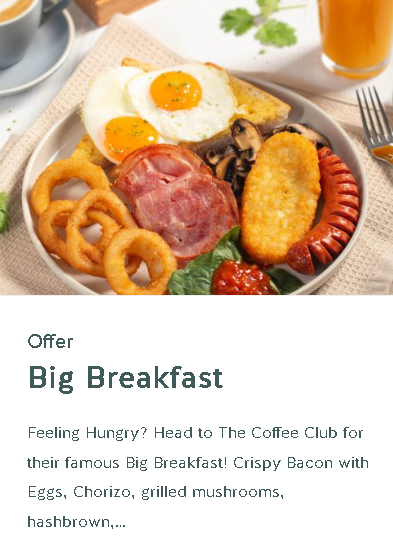 Offer
Big Breakfast
Feeling Hungry? Head to The Coffee Club for
their famous Big Breakfast! Crispy Bacon with
Eggs, Chorizo, grilled mushrooms,
hashbrown,...